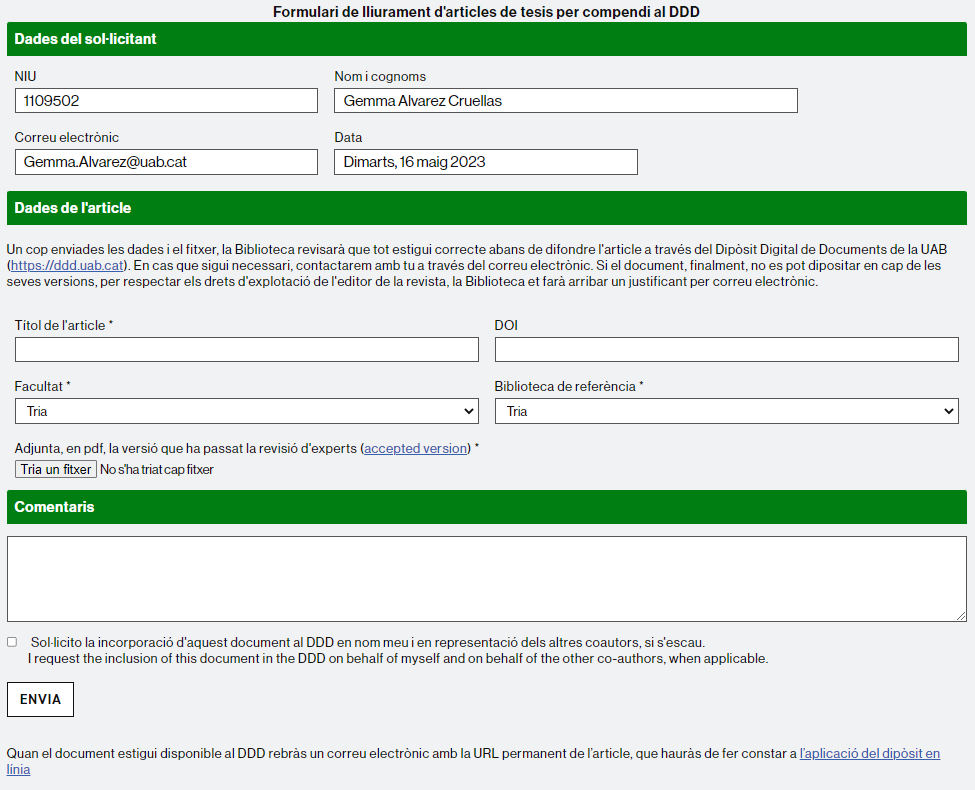 Formulari de lliurament d'articles de tesis per compendi al DDD
Dades del sol·licitant
NIU
Nom i cognoms
1109502
Gemma Alvarez Cruellas
Correu electrònic
Data
Gemma.Alvarez@uab.cat
Dimarts, 16 maig 2023
Dades de l'article
Un cop enviades les dades i el fitxer, la Biblioteca revisarà que tot estigui correcte abans de difondre l'article a través del Dipòsit Digital de Documents de la UAB
(https://ddd.uab.cat). En cas que sigui necessari, contactarem amb tu a través del correu electrònic. Si el document, finalment, no es pot dipositar en cap de les
seves versions, per respectar els drets d'explotació de l'editor de la revista, la Biblioteca et farà arribar un justificant per correu electrònic.
Títol de l'article *
DOI
Facultat *
Biblioteca de referència *
Tria
Tria
Adjunta, en pdf, la versió que ha passat la revisió d'experts (accepted version) *
Tria un fitxer No s'ha triat cap fitxer
Comentaris
Sol·licito la incorporació d'aquest document al DDD en nom meu i en representació dels altres coautors, si s'escau.
I request the inclusion of this document in the DDD on behalf of myself and on behalf of the other co-authors, when applicable.
ENVIA
Quan el document estigui disponible al DDD rebràs un correu electrònic amb la URL permanent de l'article, que hauràs de fer constar a l'aplicació del dipòsit en
línia